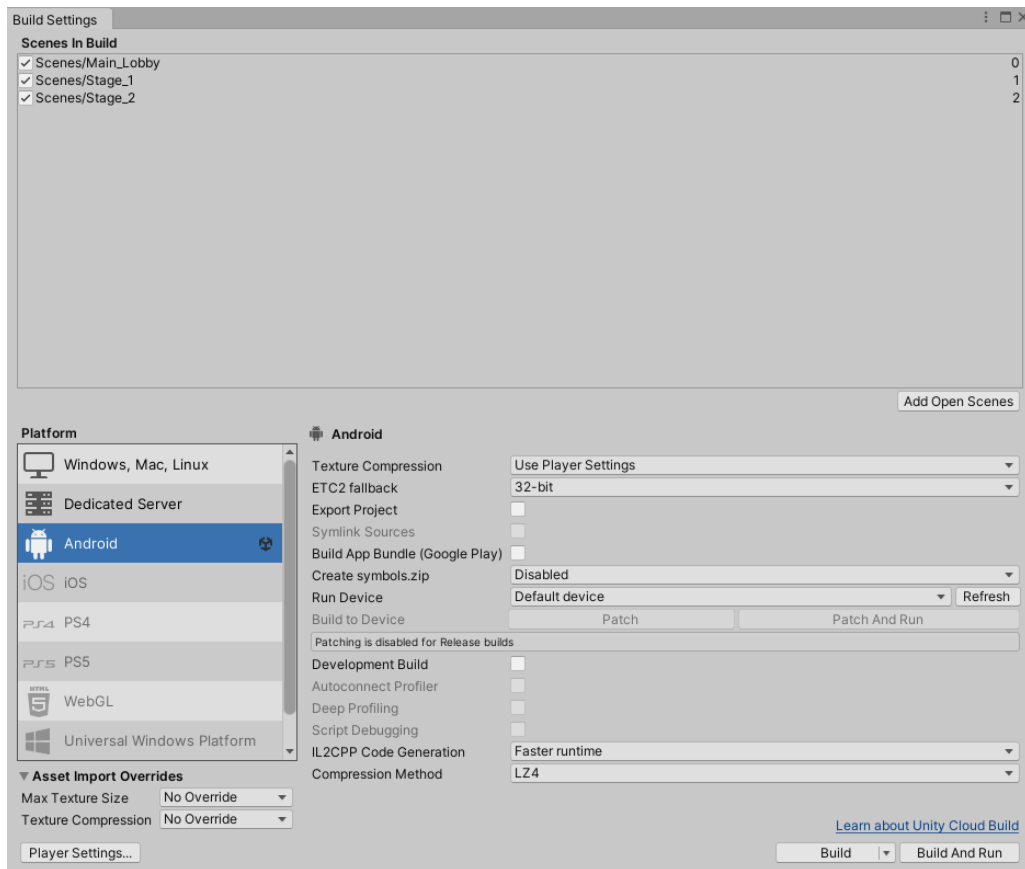 Build Settings
Scenes In Build
Scenes/Main_Lobby 0
Scenes/Stage_1 1
Scenes/Stage_2 2
Add Open Scenes
Platform
Windows, Mac, Linux
Dedicated Server
Android
iOS iOS
PS4 PS4
PS5 PS5
HTML 5 WebGL
Universal Windows Platform
Asset Import Overrides
Max Texture Size No Override
Texture Compression No Override
Player Settings...
Android
Texture Compression Use Player Settings
ETC2 fallback 32-bit
Export Project
Symlink Sources
Build App Bundle (Google Play)
Create symbols.zip Disabled
Run Device Default device Refresh
Build to Device Patch Patch And Run
Patching is disabled for Release builds
Development Build
Autoconnect Profiler
Deep Profiling
Script Debugging
IL2CPP Code Generation Faster runtime
Compression Method LZ4
Learn about Unity Cloud Build
Build Build And Run